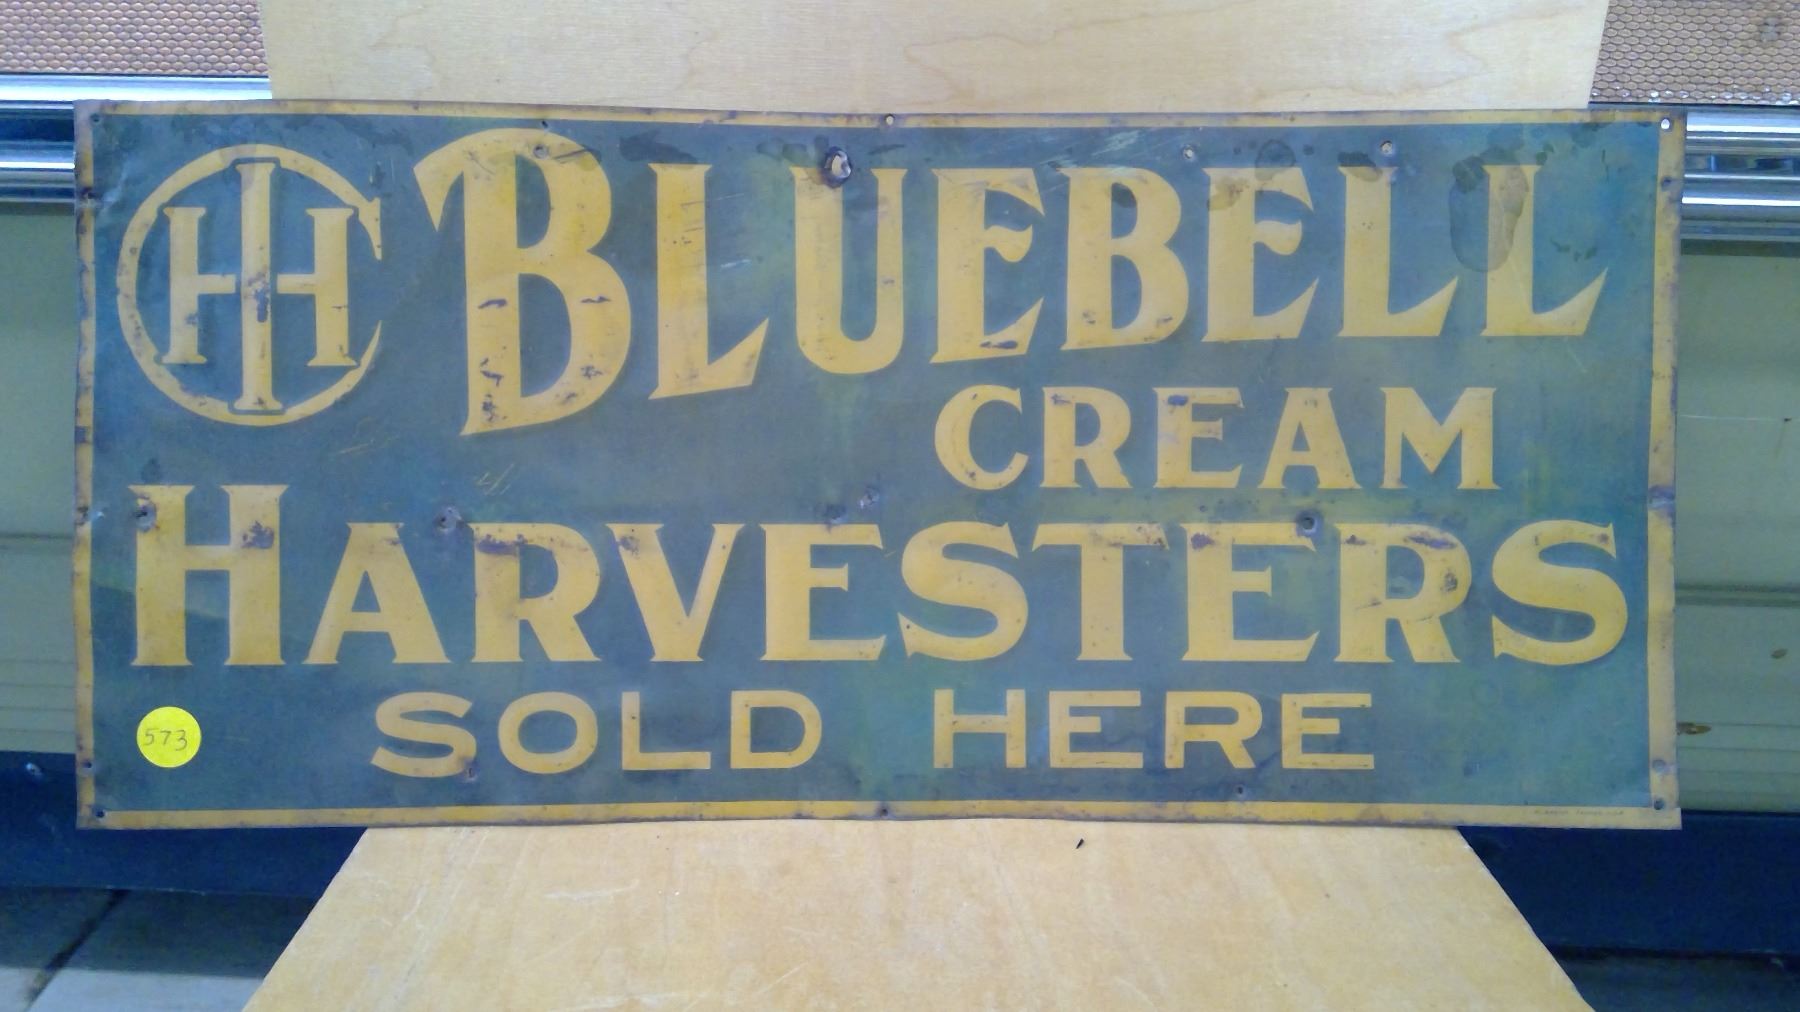 IHC BLUEBELL
CREAM
HARVESTERS
SOLD HERE
573